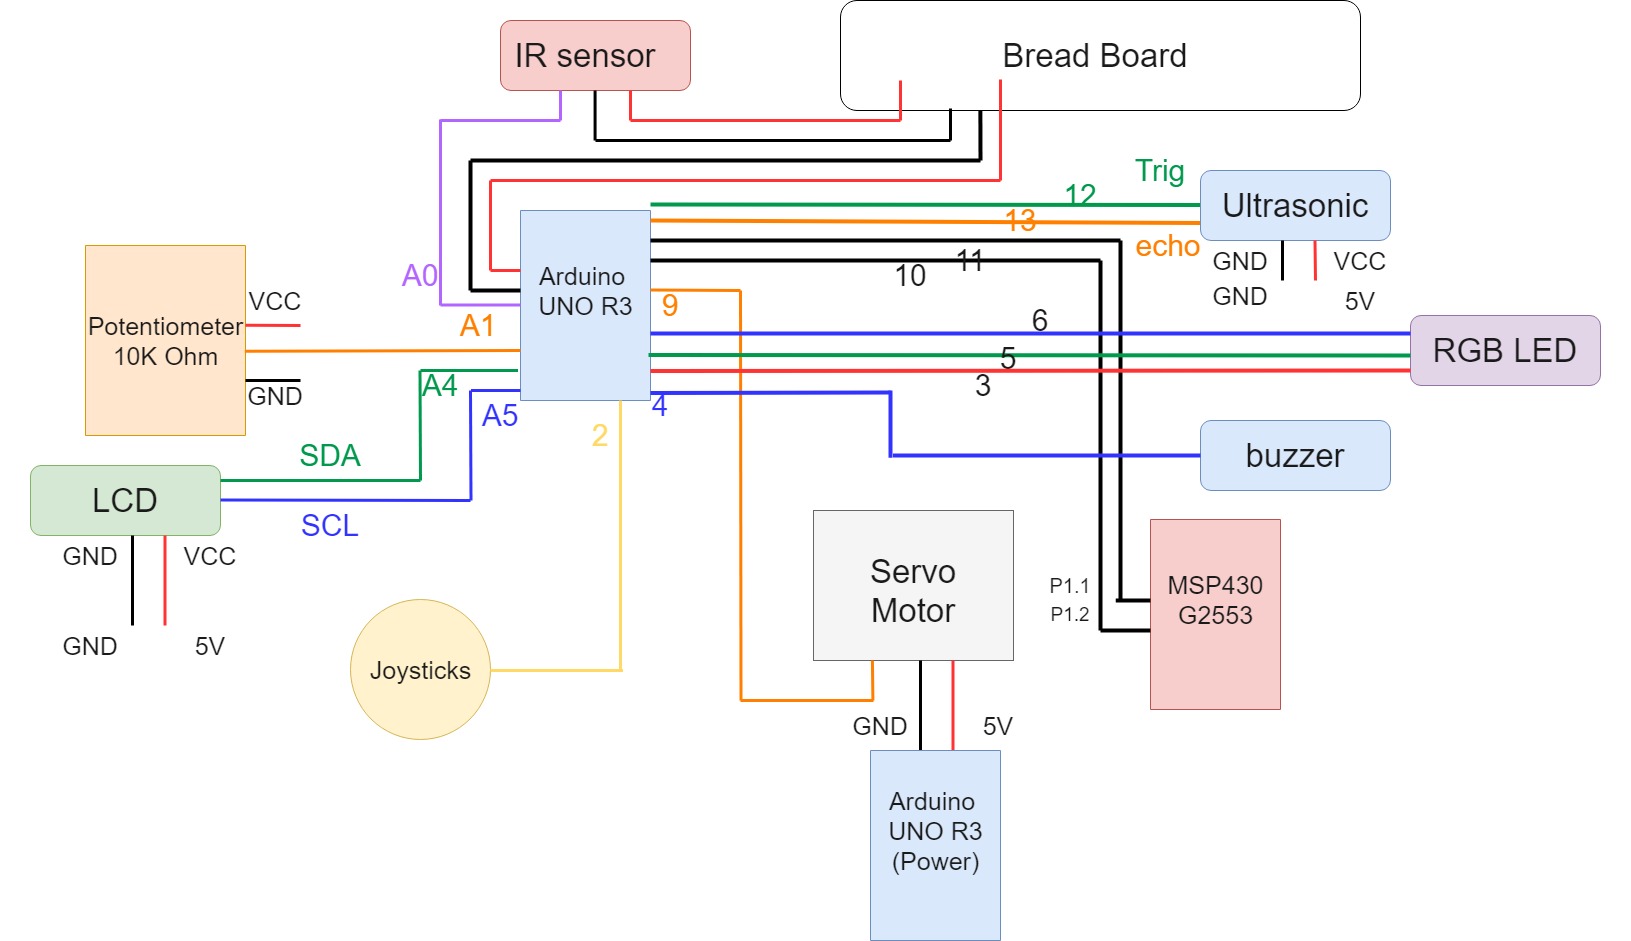 IR sensor
Bread Board
Trig
12
Ultrasonic
13
echo
11
10
GND
VCC
GND
5V
A0
Arduino
UNO R3
VCC
Potentiometer
10K Ohm
GND
A1
9
6
5
3
RGB LED
A4
A5
4
2
SDA
SCL
LCD
buzzer
GND
VCC
GND
5V
Servo
Motor
P1.1
P1.2
MSP430
G2553
Joysticks
GND
5V
Arduino
UNO R3
(Power)